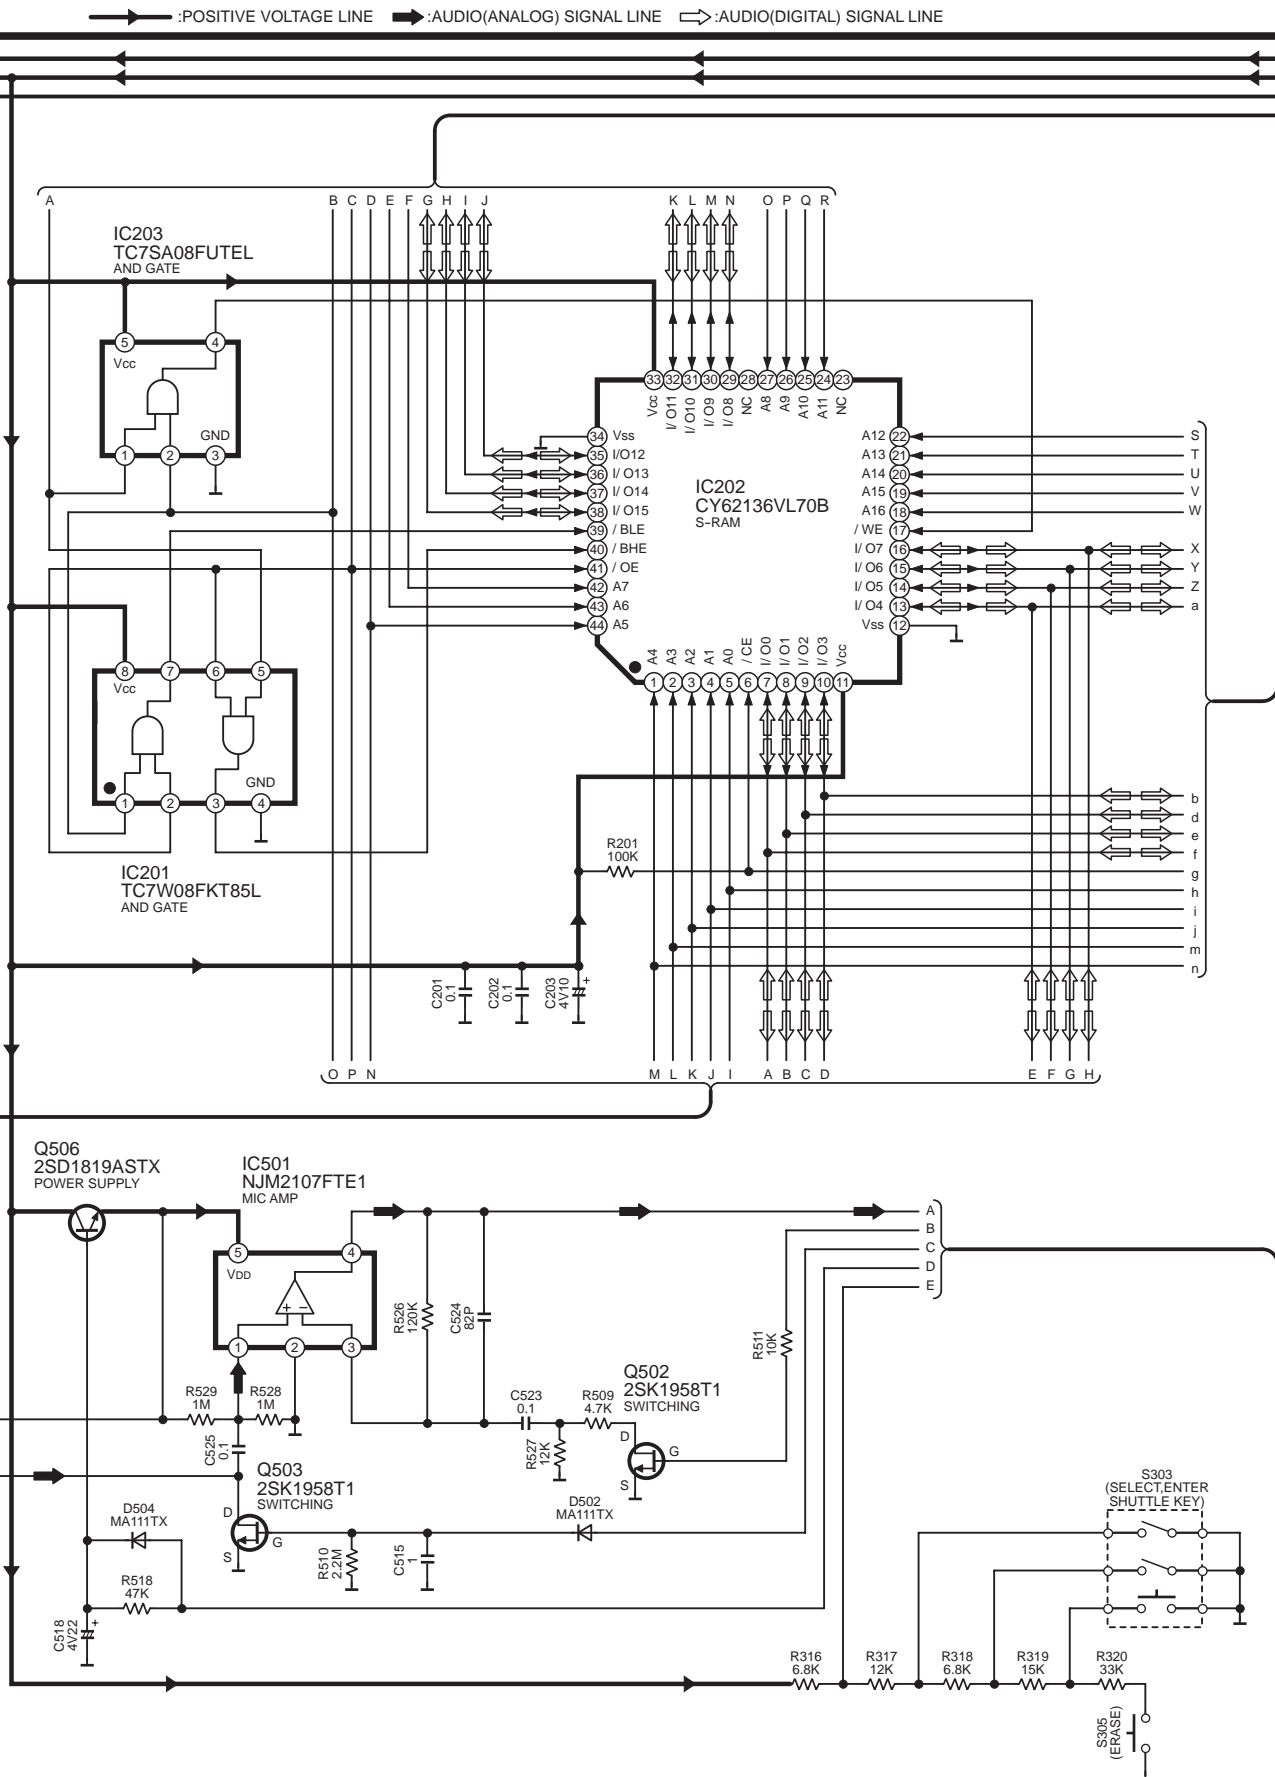 :POSITIVE VOLTAGE LINE :AUDIO(ANALOG) SIGNAL LINE :AUDIO(DIGITAL) SIGNAL LINE
A B C D E F G H I J K L M N O P Q R
IC203
TC7SA08FUTEL
AND GATE
5 4
Vcc
GND
1 2 3
33 32 31 30 29 28 27 26 25 24 23
Vcc I/O11 I/O10 I/O9 I/O8 NC A8 A9 A10 A11 NC
34 Vss
35 I/O12
36 I/O13
37 I/O14
38 I/O15
39 /BLE
40 /BHE
41 /OE
42 A7
43 A6
44 A5
IC202
CY62136VL70B
S-RAM
A12 22 S
A13 21 T
A14 20 U
A15 19 V
A16 18 W
/WE 17
I/O7 16 X
I/O6 15 Y
I/O5 14 Z
I/O4 13 a
Vss 12
A4 A3 A2 A1 A0 /CE I/O0 I/O1 I/O2 I/O3 Vcc
1 2 3 4 5 6 7 8 9 10 11
8 7 6 5
Vcc
GND
1 2 3 4
IC201
TC7W08FKT85L
AND GATE
b
d
e
f
g
h
i
j
m
n
R201
100K
C201
0.1
C202
0.1
C203
4V10
+
O P N M L K J I A B C D E F G H
Q506
2SD1819ASTX
POWER SUPPLY
IC501
NJM2107FTE1
MIC AMP
5 4
VDD
+ −
1 2 3
A
B
C
D
E
R526
120K
C524
82P
R511
10K
Q502
2SK1958T1
SWITCHING
D
G
S
R529
1M
R528
1M
C523
0.1
R509
4.7K
R527
12K
C525
0.1
Q503
2SK1958T1
SWITCHING
D
G
S
D504
MA111TX
D502
MA111TX
R510
2.2M
C515
1
R518
47K
C518
4V22
+
S303
(SELECT,ENTER
SHUTTLE KEY)
R316
6.8K
R317
12K
R318
6.8K
R319
15K
R320
33K
S305
(ERASE)